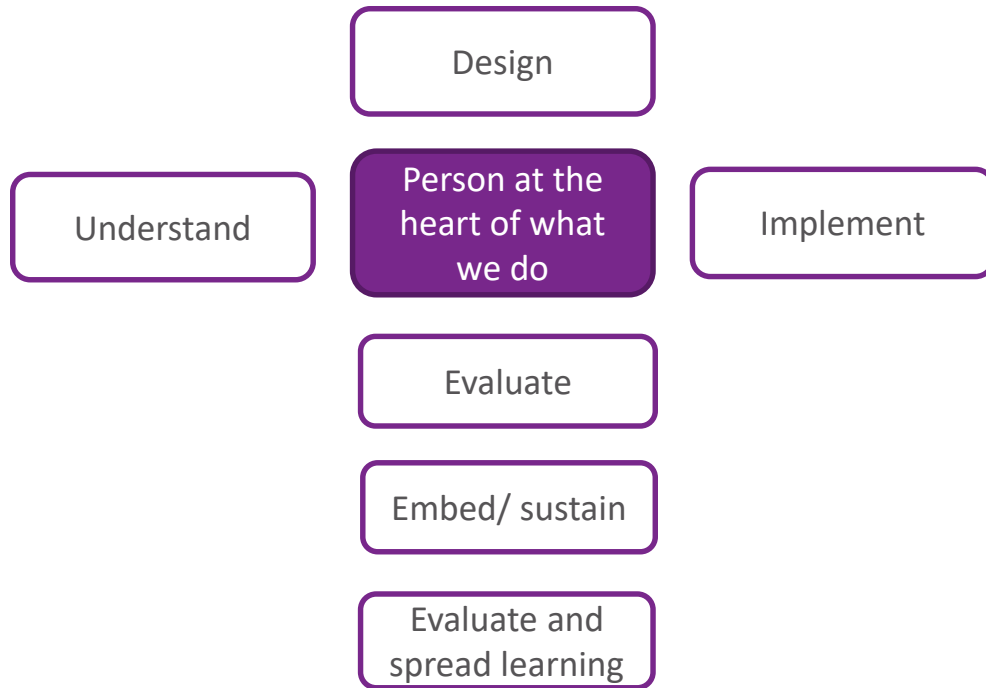 Design
Understand
Person at the
heart of what
we do
Implement
Evaluate
Embed/ sustain
Evaluate and
spread learning